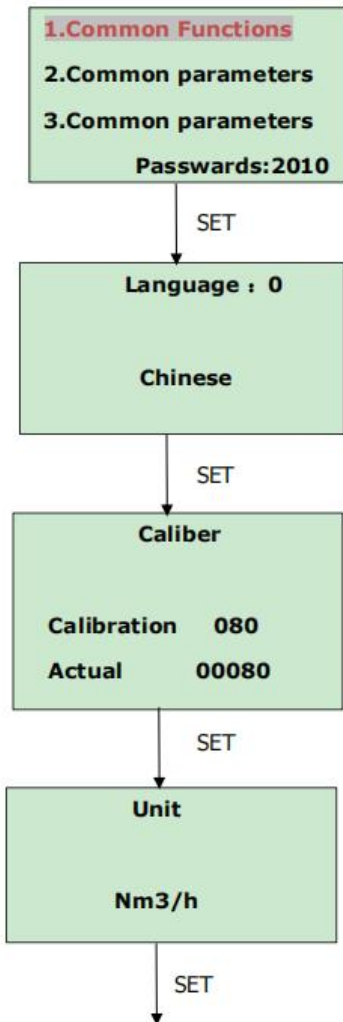 1.Common Functions
2.Common parameters
3.Common parameters
Passwards:2010
SET
Language : 0
Chinese
SET
Caliber
Calibration 080
Actual 00080
SET
Unit
Nm3/h
SET